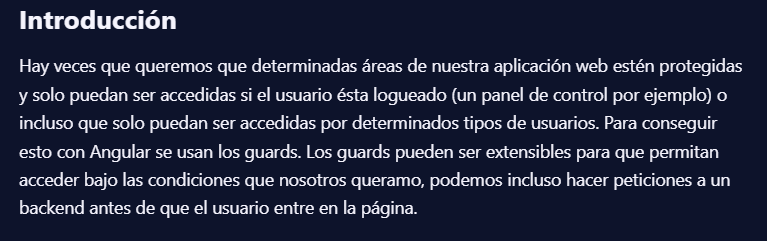 Introducción
Hay veces que queremos que determinadas áreas de nuestra aplicación web estén protegidas
y solo puedan ser accedidas si el usuario ésta logueado (un panel de control por ejemplo) o
incluso que solo puedan ser accedidas por determinados tipos de usuarios. Para conseguir
esto con Angular se usan los guards. Los guards pueden ser extensibles para que permitan
acceder bajo las condiciones que nosotros queramo, podemos incluso hacer peticiones a un
backend antes de que el usuario entre en la página.